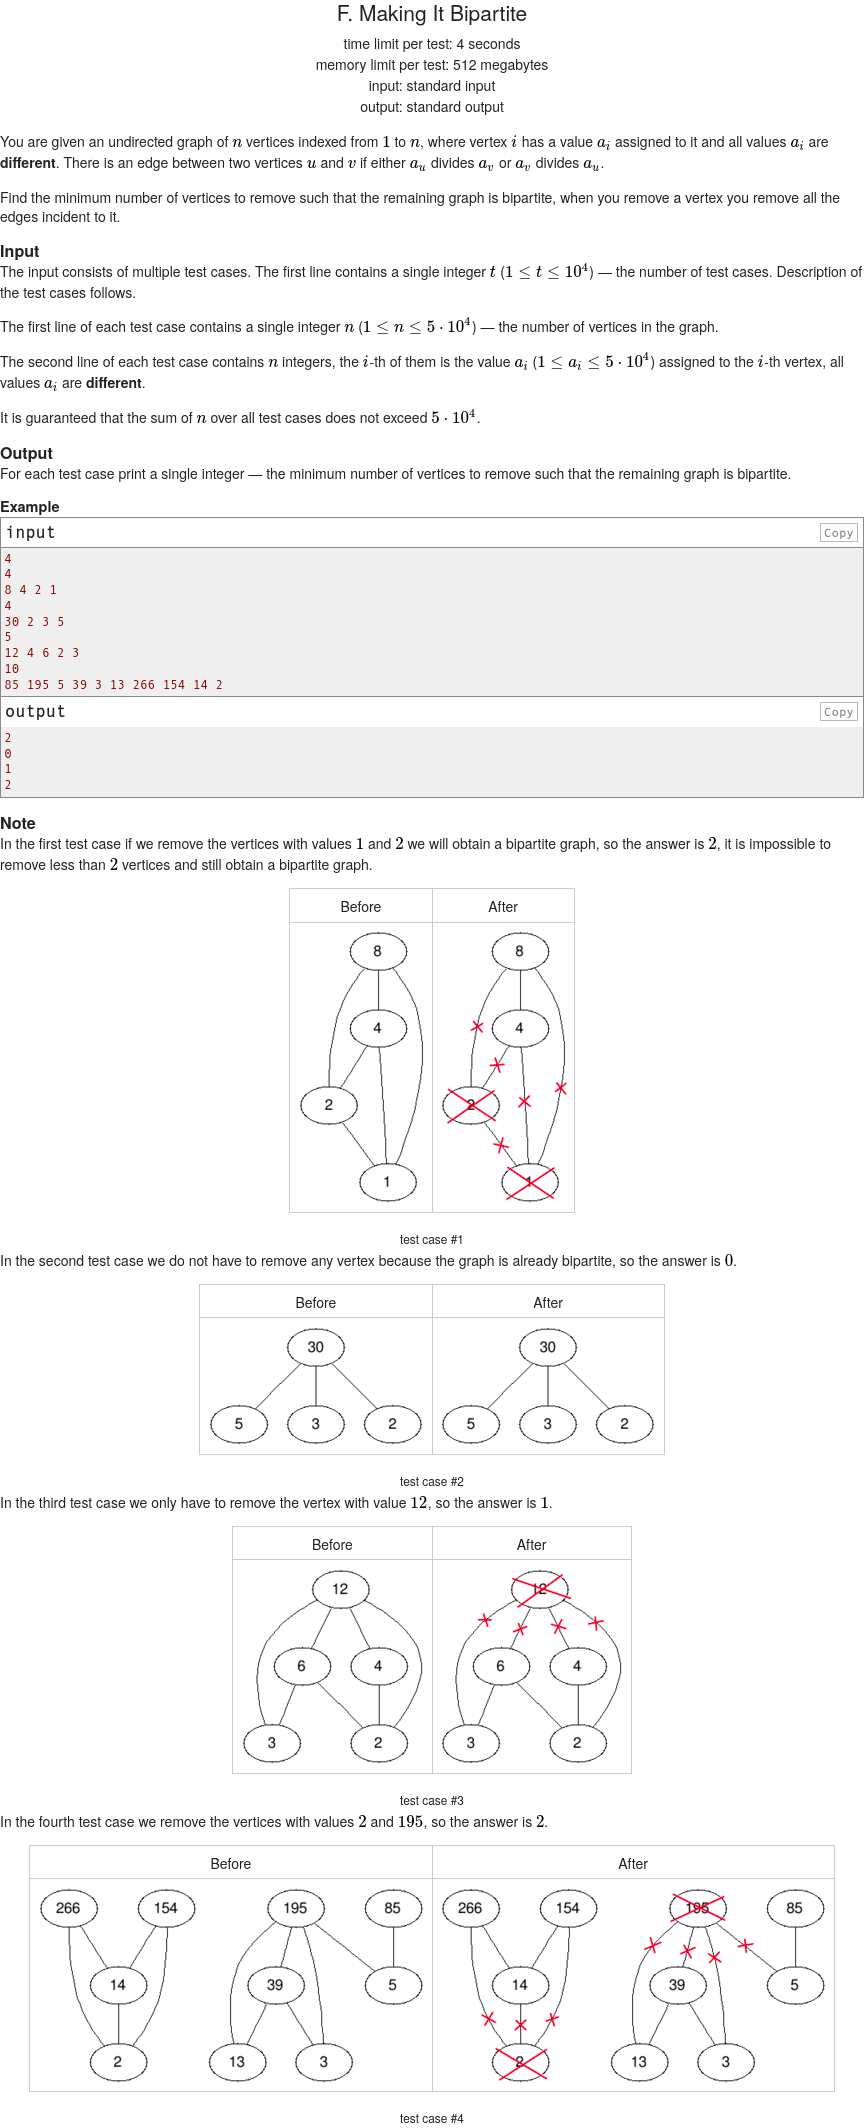 F. Making It Bipartite
time limit per test: 4 seconds
memory limit per test: 512 megabytes
input: standard input
output: standard output
You are given an undirected graph of n vertices indexed from 1 to n, where vertex i has a value a_i assigned to it and all values a_i are
different. There is an edge between two vertices u and v if either a_u divides a_v or a_v divides a_u.
Find the minimum number of vertices to remove such that the remaining graph is bipartite, when you remove a vertex you remove all the
edges incident to it.
Input
The input consists of multiple test cases. The first line contains a single integer t (1 ≤ t ≤ 10^4) — the number of test cases. Description of
the test cases follows.
The first line of each test case contains a single integer n (1 ≤ n ≤ 5 · 10^4) — the number of vertices in the graph.
The second line of each test case contains n integers, the i-th of them is the value a_i (1 ≤ a_i ≤ 5 · 10^4) assigned to the i-th vertex, all
values a_i are different.
It is guaranteed that the sum of n over all test cases does not exceed 5 · 10^4.
Output
For each test case print a single integer — the minimum number of vertices to remove such that the remaining graph is bipartite.
Example
input Copy
4
4
8 4 2 1
4
30 2 3 5
5
12 4 6 2 3
10
85 195 5 39 3 13 266 154 14 2
output Copy
2
0
1
2
Note
In the first test case if we remove the vertices with values 1 and 2 we will obtain a bipartite graph, so the answer is 2, it is impossible to
remove less than 2 vertices and still obtain a bipartite graph.
Before After
8 8
4 4
2 2
1 1
test case #1
In the second test case we do not have to remove any vertex because the graph is already bipartite, so the answer is 0.
Before After
30 30
5 3 2 5 3 2
test case #2
In the third test case we only have to remove the vertex with value 12, so the answer is 1.
Before After
12 12
6 4 6 4
3 2 3 2
test case #3
In the fourth test case we remove the vertices with values 2 and 195, so the answer is 2.
Before After
266 154 195 85 266 154 195 85
14 39 5 14 39 5
2 13 3 2 13 3
test case #4